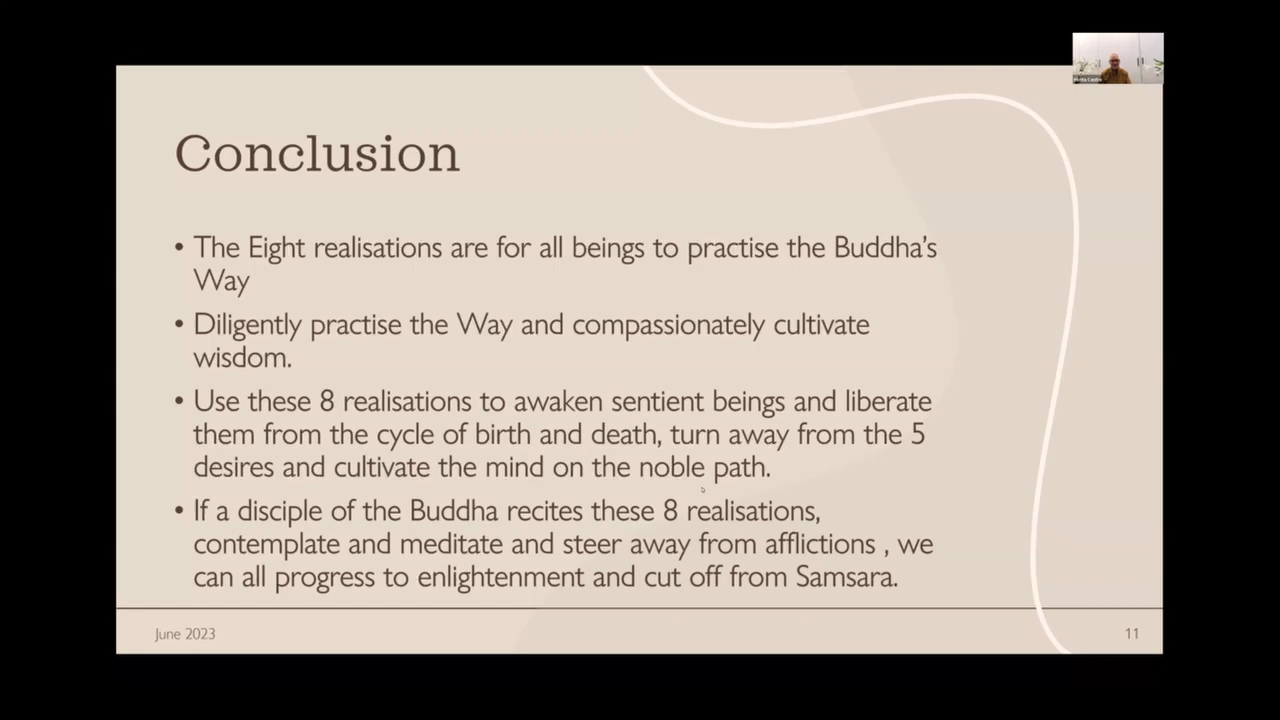 Conclusion
• The Eight realisations are for all beings to practise the Buddha’s
Way
• Diligently practise the Way and compassionately cultivate
wisdom.
• Use these 8 realisations to awaken sentient beings and liberate
them from the cycle of birth and death, turn away from the 5
desires and cultivate the mind on the noble path.
• If a disciple of the Buddha recites these 8 realisations,
contemplate and meditate and steer away from afflictions , we
can all progress to enlightenment and cut off from Samsara.
June 2023
11